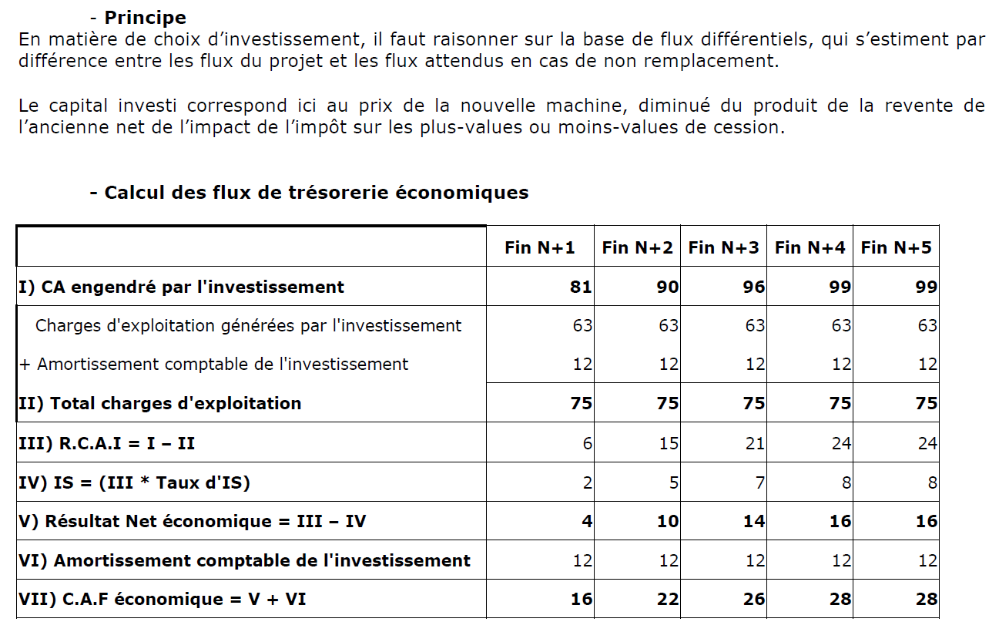 - Principe
En matière de choix d’investissement, il faut raisonner sur la base de flux différentiels, qui s’estiment par
différence entre les flux du projet et les flux attendus en cas de non remplacement.
Le capital investi correspond ici au prix de la nouvelle machine, diminué du produit de la revente de
l’ancienne net de l’impact de l’impôt sur les plus-values ou moins-values de cession.
- Calcul des flux de trésorerie économiques
Fin N+1 Fin N+2 Fin N+3 Fin N+4 Fin N+5
I) CA engendré par l'investissement 81 90 96 99 99
Charges d'exploitation générées par l'investissement 63 63 63 63 63
+ Amortissement comptable de l'investissement 12 12 12 12 12
II) Total charges d'exploitation 75 75 75 75 75
III) R.C.A.I = I – II 6 15 21 24 24
IV) IS = (III * Taux d'IS) 2 5 7 8 8
V) Résultat Net économique = III – IV 4 10 14 16 16
VI) Amortissement comptable de l'investissement 12 12 12 12 12
VII) C.A.F économique = V + VI 16 22 26 28 28